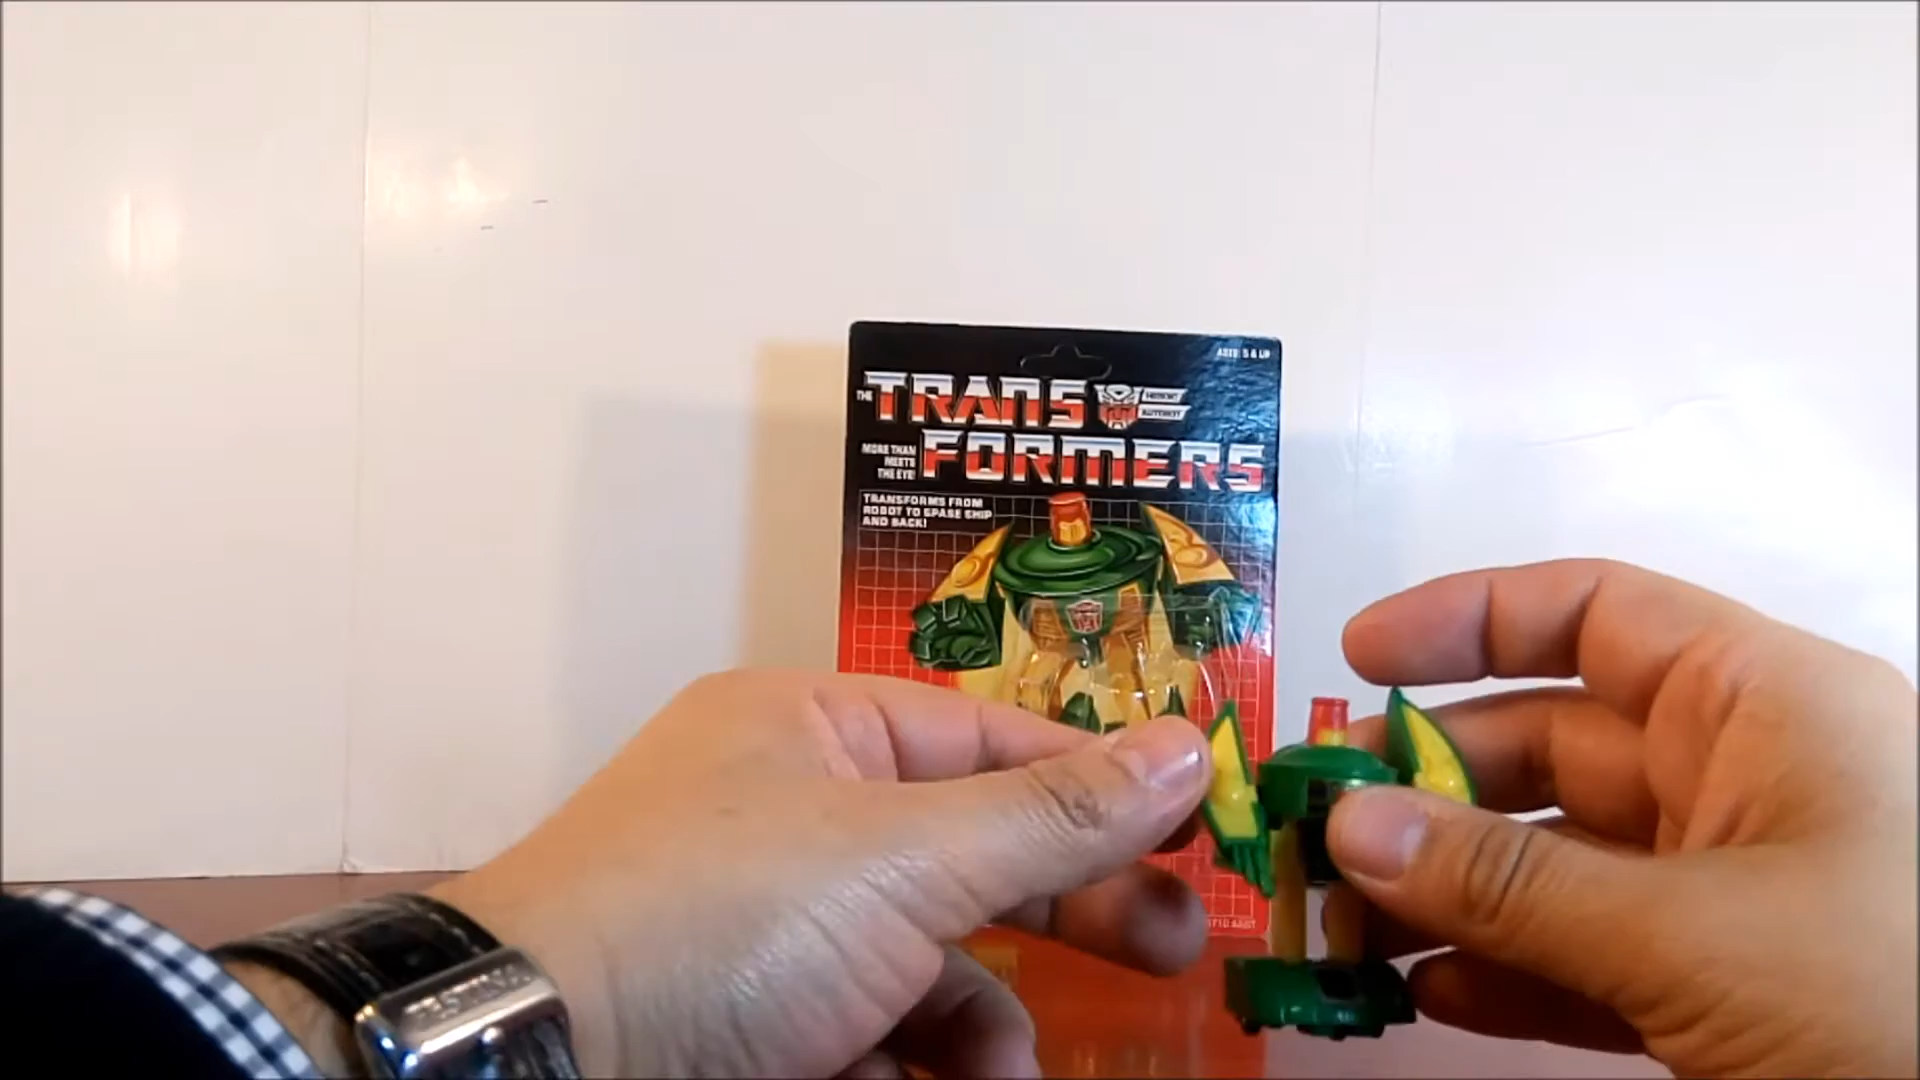 AGES 5 & UP
THE TRANS
HEROIC
AUTOBOT
MORE THAN
MEETS
THE EYE!
FORMERS
TRANSFORMS FROM
ROBOT TO SPASE SHIP
AND BACK!